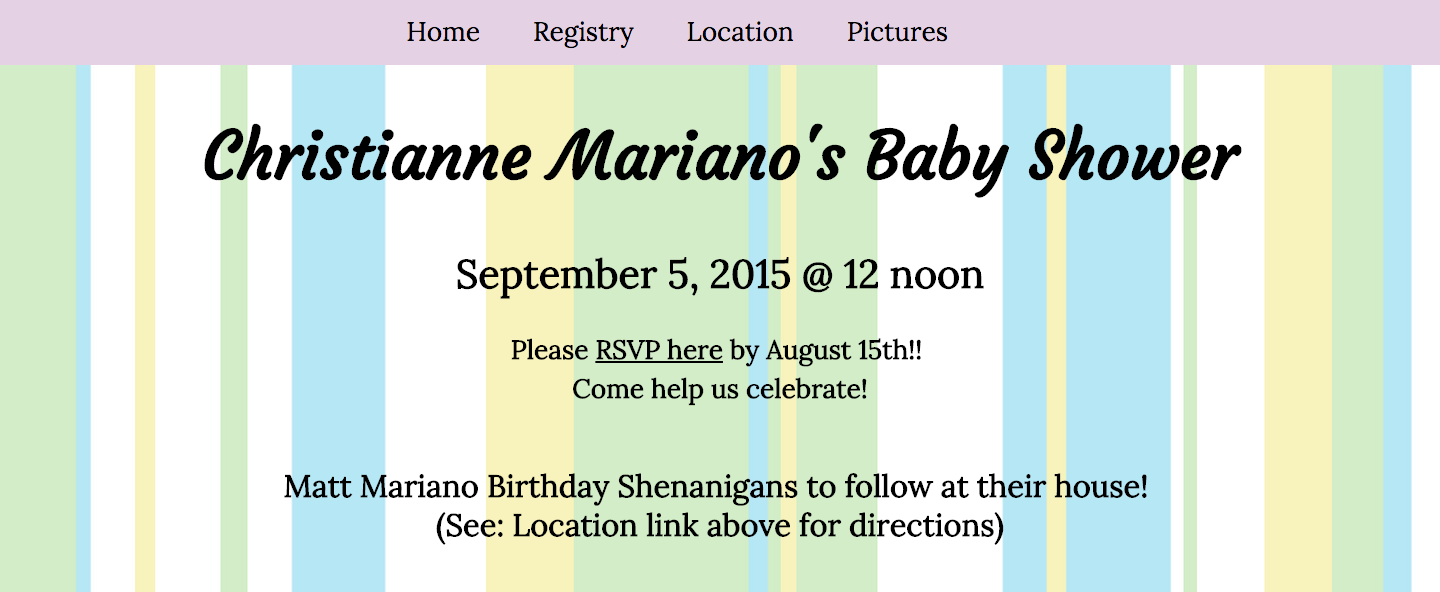 Home Registry Location Pictures
Christianne Mariano's Baby Shower
September 5, 2015 @ 12 noon
Please RSVP here by August 15th!!
Come help us celebrate!
Matt Mariano Birthday Shenanigans to follow at their house!
(See: Location link above for directions)